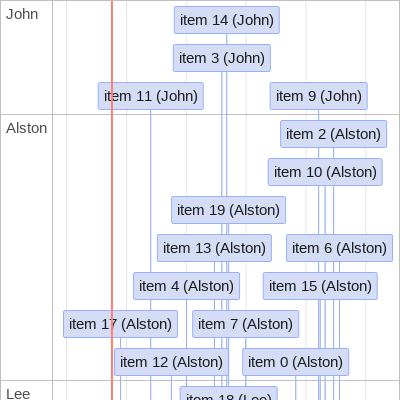 John
item 14 (John)
item 3 (John)
item 11 (John)
item 9 (John)
Alston
item 2 (Alston)
item 10 (Alston)
item 19 (Alston)
item 13 (Alston)
item 6 (Alston)
item 4 (Alston)
item 15 (Alston)
item 17 (Alston)
item 7 (Alston)
item 12 (Alston)
item 0 (Alston)
Lee
item 18 (Lee)